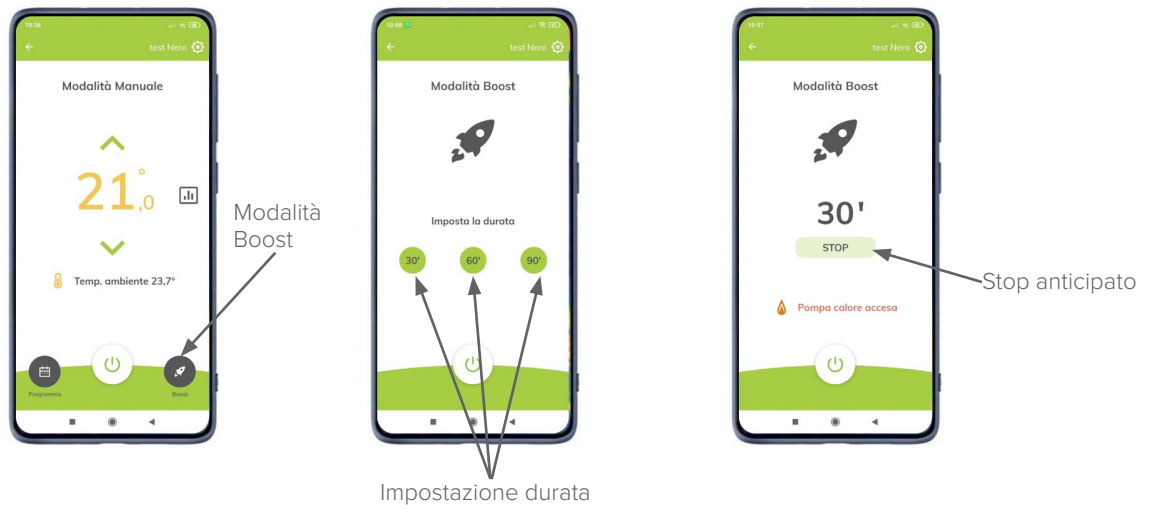 10:36
test Nero
Modalità Manuale
21°,0
Temp. ambiente 23,7°
Programma
Boost
Modalità
Boost
10:48
test Nero
Modalità Boost
Imposta la durata
30' 60' 90'
Impostazione durata
10:57
test Nero
Modalità Boost
30'
STOP
Pompa calore accesa
Stop anticipato